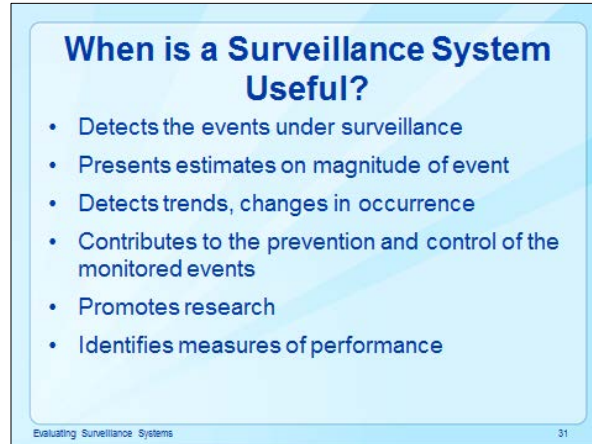 When is a Surveillance System
Useful?
• Detects the events under surveillance
• Presents estimates on magnitude of event
• Detects trends, changes in occurrence
• Contributes to the prevention and control of the
monitored events
• Promotes research
• Identifies measures of performance
Evaluating Surveillance Systems 31